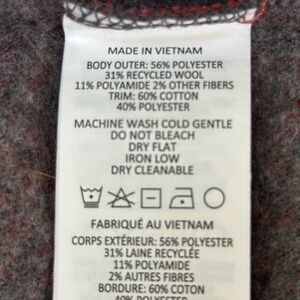 MADE IN VIETNAM
BODY OUTER: 56% POLYESTER
31% RECYCLED WOOL
11% POLYAMIDE 2% OTHER FIBERS
TRIM: 60% COTTON
40% POLYESTER
MACHINE WASH COLD GENTLE
DO NOT BLEACH
DRY FLAT
IRON LOW
DRY CLEANABLE
FABRIQUÉ AU VIETNAM
CORPS EXTÉRIEUR: 56% POLYESTER
31% LAINE RECYCLÉE
11% POLYAMIDE
2% AUTRES FIBRES
BORDURE: 60% COTON
40% POLYESTER